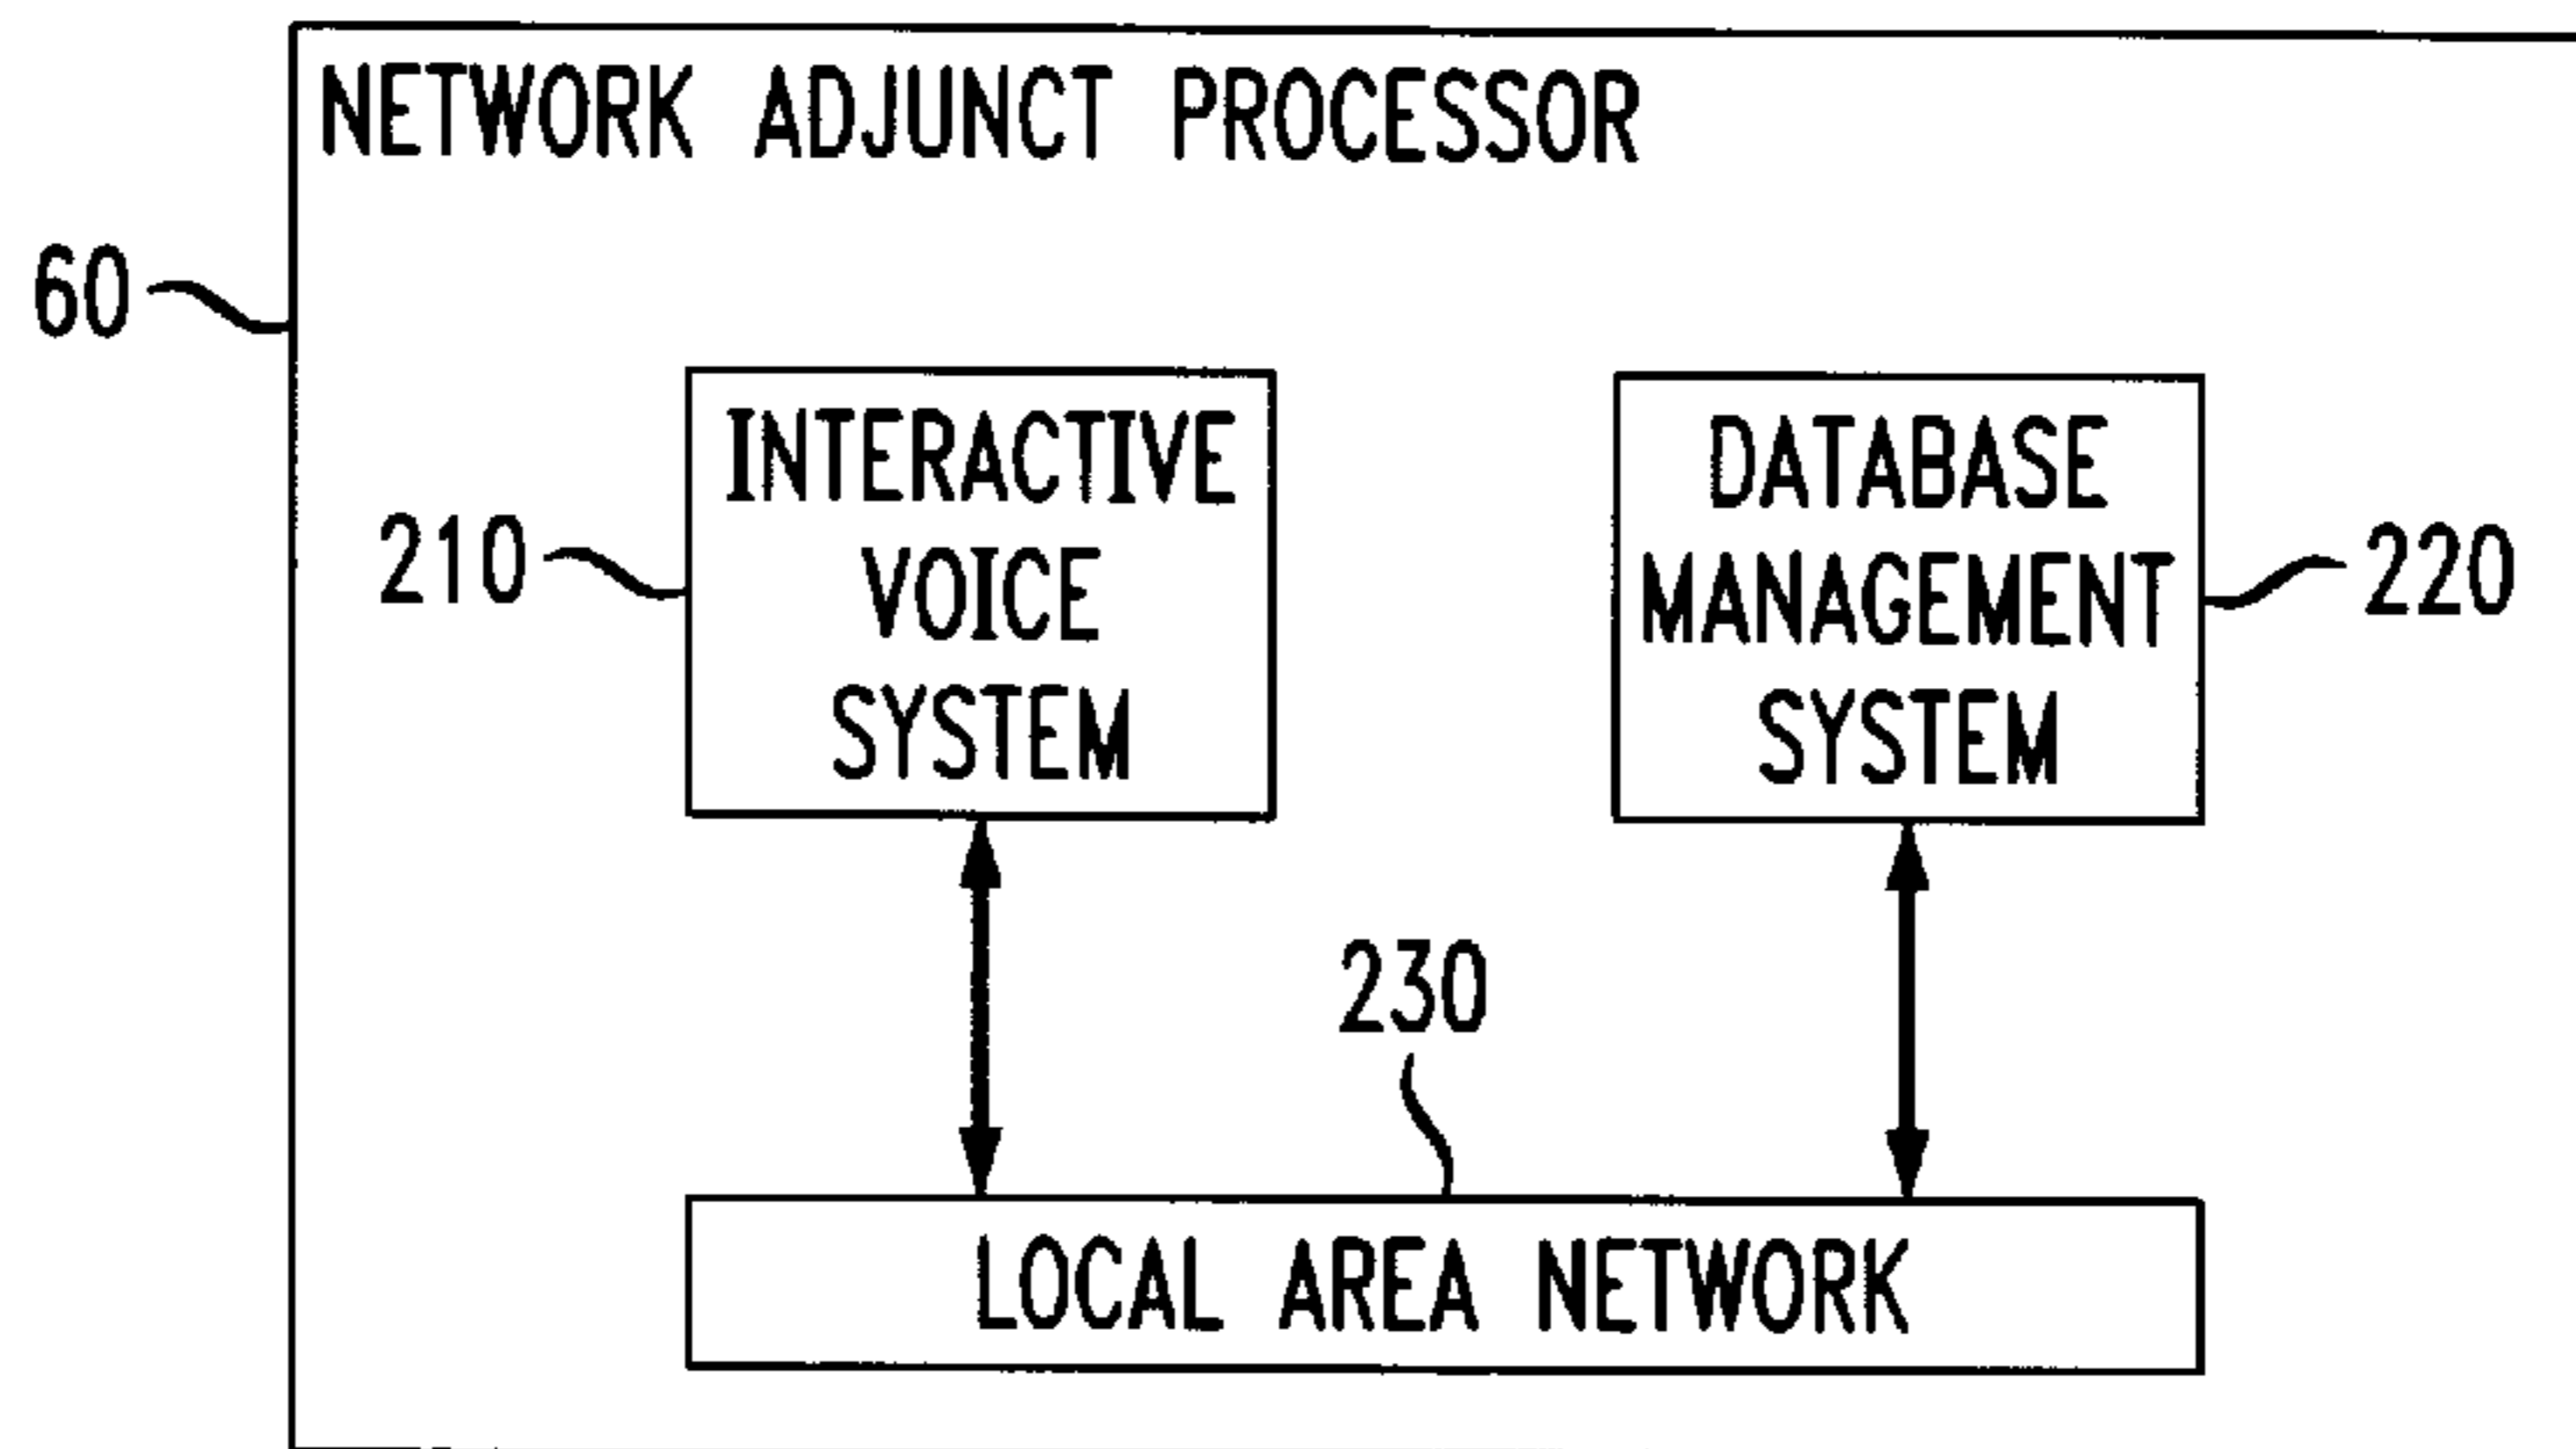 NETWORK ADJUNCT PROCESSOR
60
INTERACTIVE
VOICE
SYSTEM
210
DATABASE
MANAGEMENT
SYSTEM
220
230
LOCAL AREA NETWORK